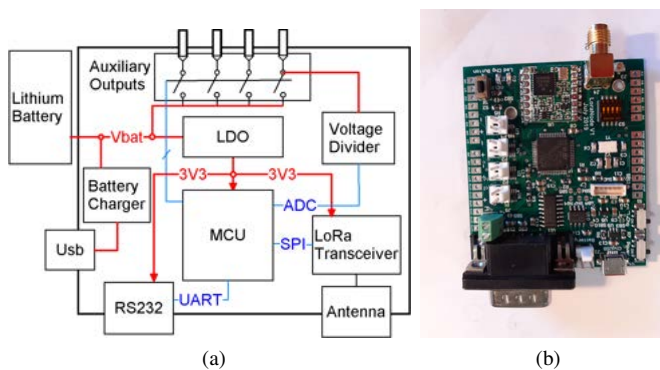 Auxiliary
Outputs
Lithium
Battery
Vbat
LDO
Voltage
Divider
3V3
3V3
Battery
Charger
ADC
MCU
SPI
LoRa
Transceiver
Usb
UART
RS232
Antenna
(a)
(b)